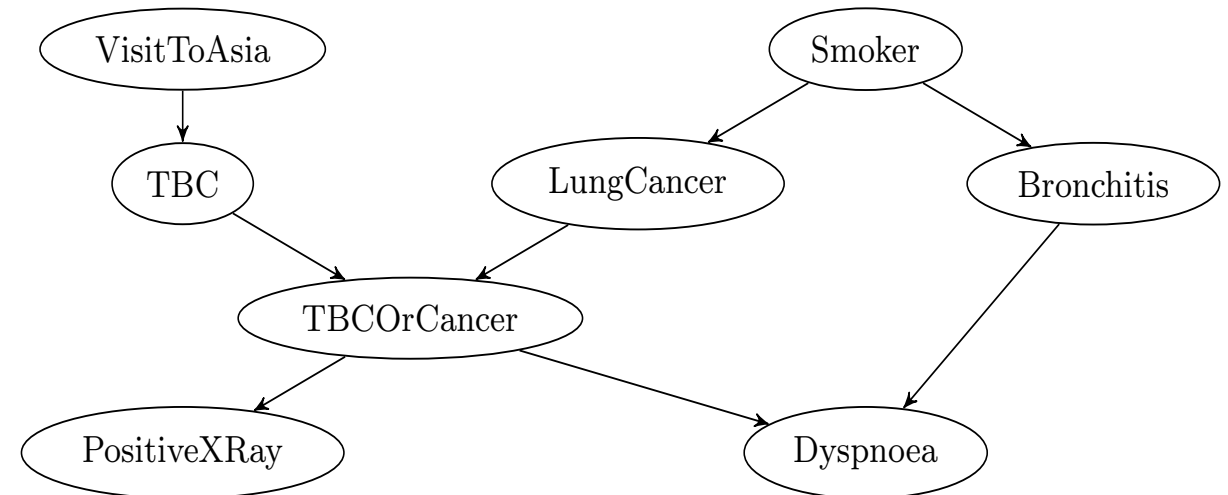 VisitToAsia
Smoker
TBC
LungCancer
Bronchitis
TBCOrCancer
PositiveXRay
Dyspnoea